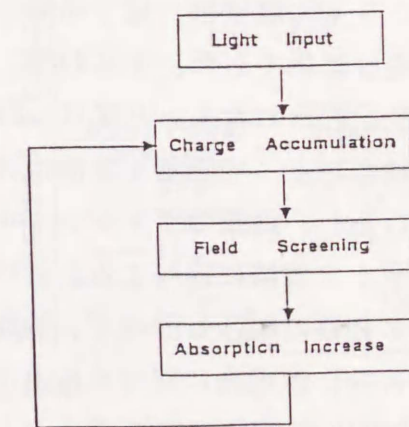 Light Input
Charge Accumulation
Field Screening
Absorption Increase